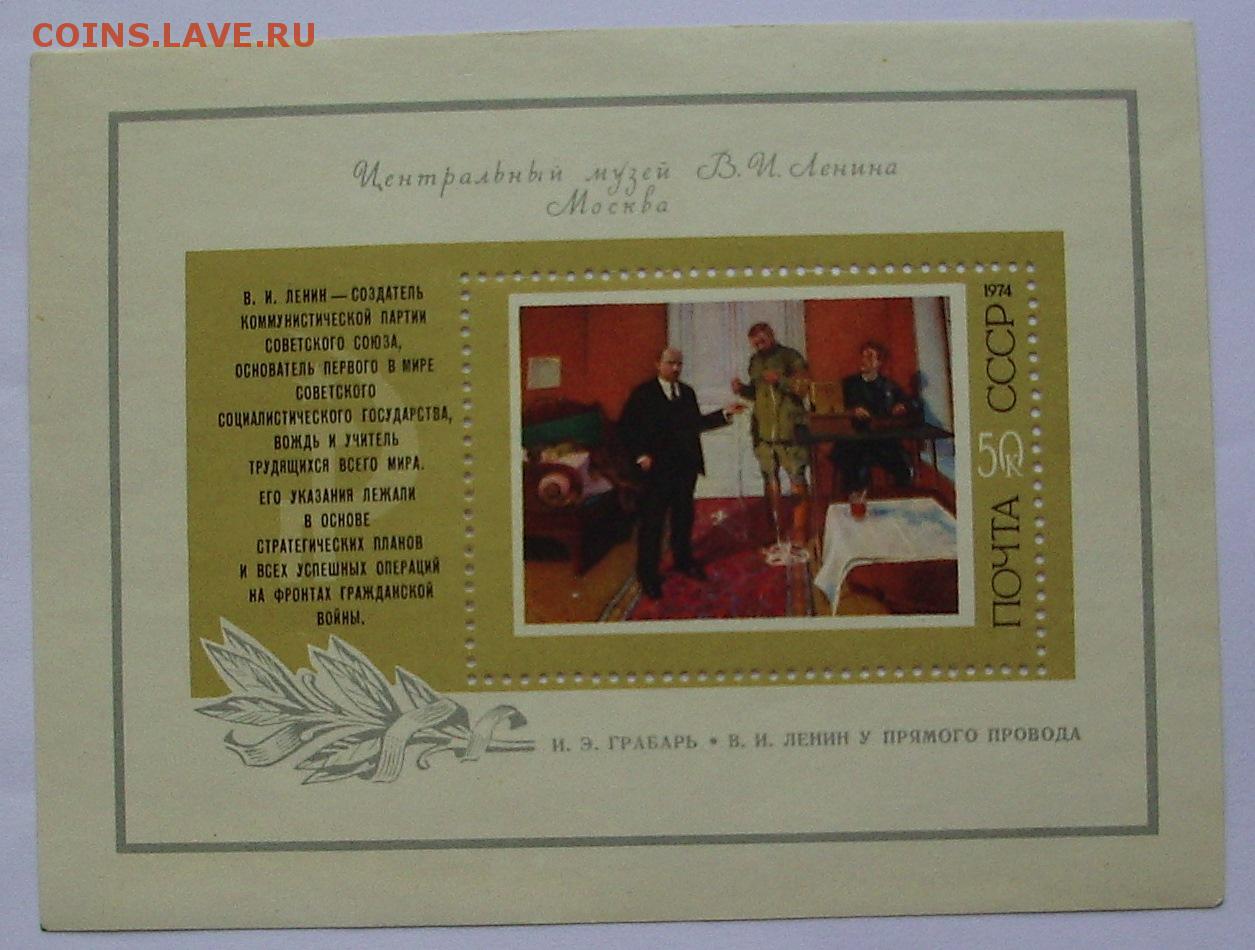 COINS.LAVE.RU
Центральный музей В.И. Ленина
Москва
В. И. ЛЕНИН — СОЗДАТЕЛЬ
КОММУНИСТИЧЕСКОЙ ПАРТИИ
СОВЕТСКОГО СОЮЗА,
ОСНОВАТЕЛЬ ПЕРВОГО В МИРЕ
СОВЕТСКОГО
СОЦИАЛИСТИЧЕСКОГО ГОСУДАРСТВА,
ВОЖДЬ И УЧИТЕЛЬ
ТРУДЯЩИХСЯ ВСЕГО МИРА.
ЕГО УКАЗАНИЯ ЛЕЖАЛИ
В ОСНОВЕ
СТРАТЕГИЧЕСКИХ ПЛАНОВ
И ВСЕХ УСПЕШНЫХ ОПЕРАЦИЙ
НА ФРОНТАХ ГРАЖДАНСКОЙ
ВОЙНЫ.
1974
ПОЧТА СССР
50к
И. Э. ГРАБАРЬ • В. И. ЛЕНИН У ПРЯМОГО ПРОВОДА